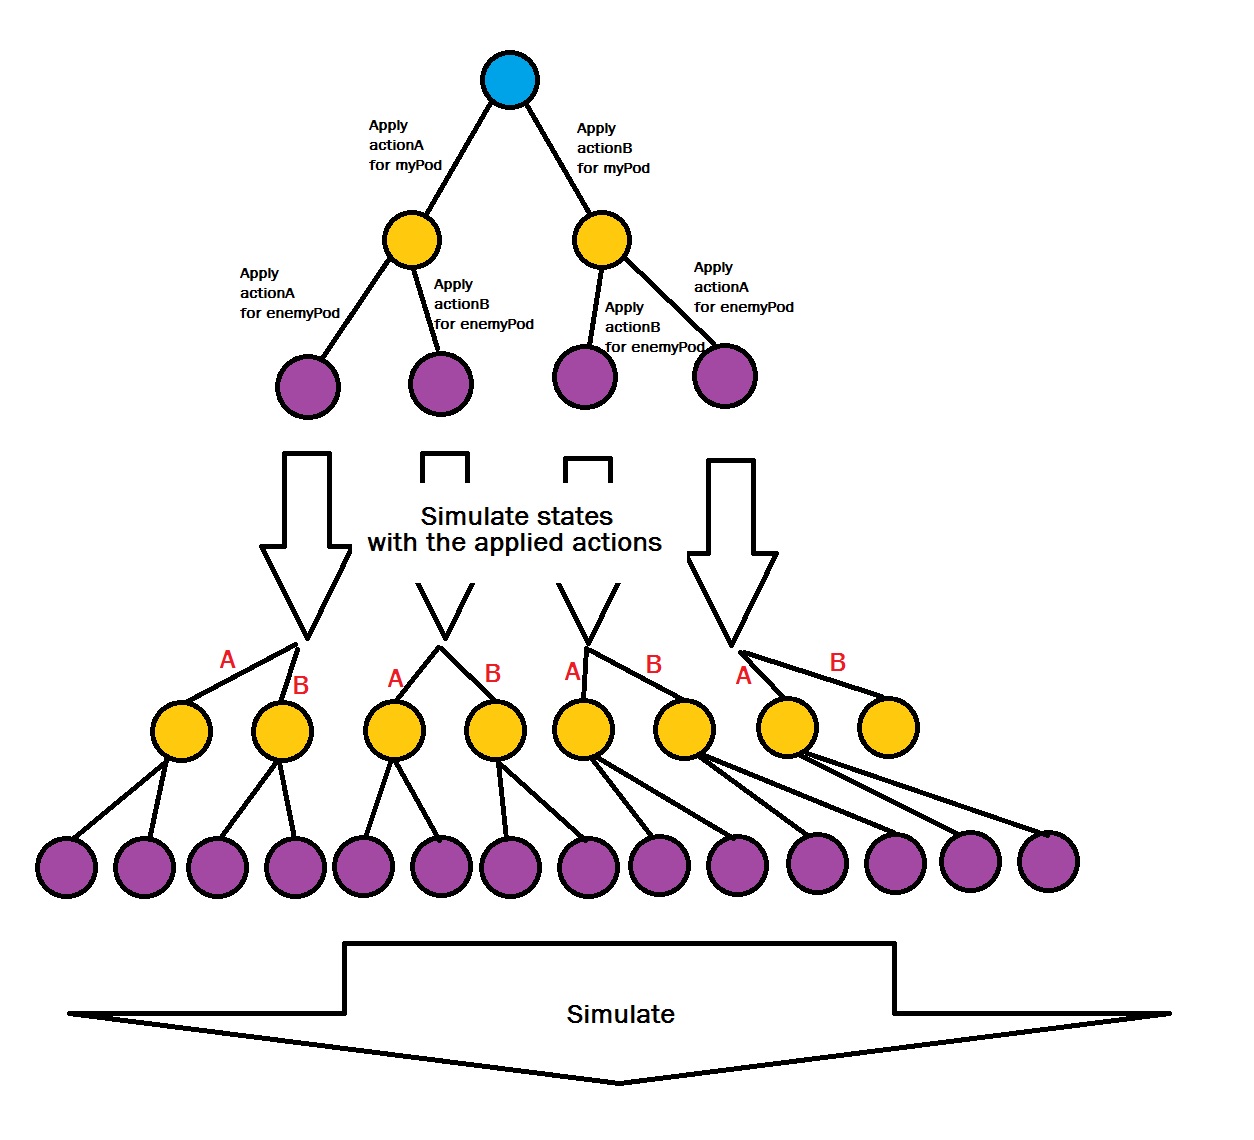 Apply
actionA
for myPod
Apply
actionB
for myPod
Apply
actionA
for enemyPod
Apply
actionB
for enemyPod
Apply
actionB
for enemyPod
Apply
actionA
for enemyPod
Simulate states
with the applied actions
A
B
A
B
A
B
A
B
Simulate